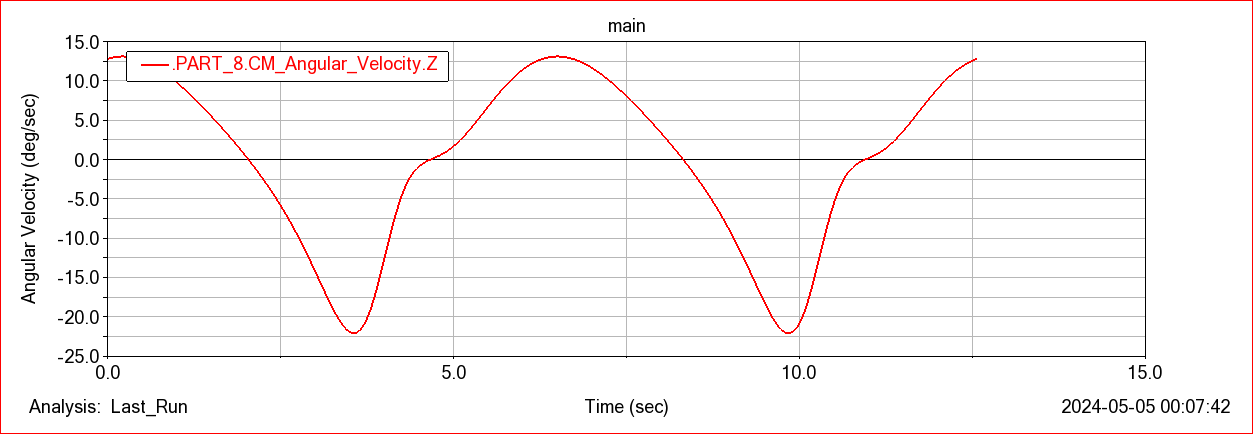 main
15.0
.PART_8.CM_Angular_Velocity.Z
10.0
5.0
0.0
-5.0
-10.0
-15.0
-20.0
-25.0
Angular Velocity (deg/sec)
0.0 5.0 10.0 15.0
Analysis: Last_Run Time (sec) 2024-05-05 00:07:42